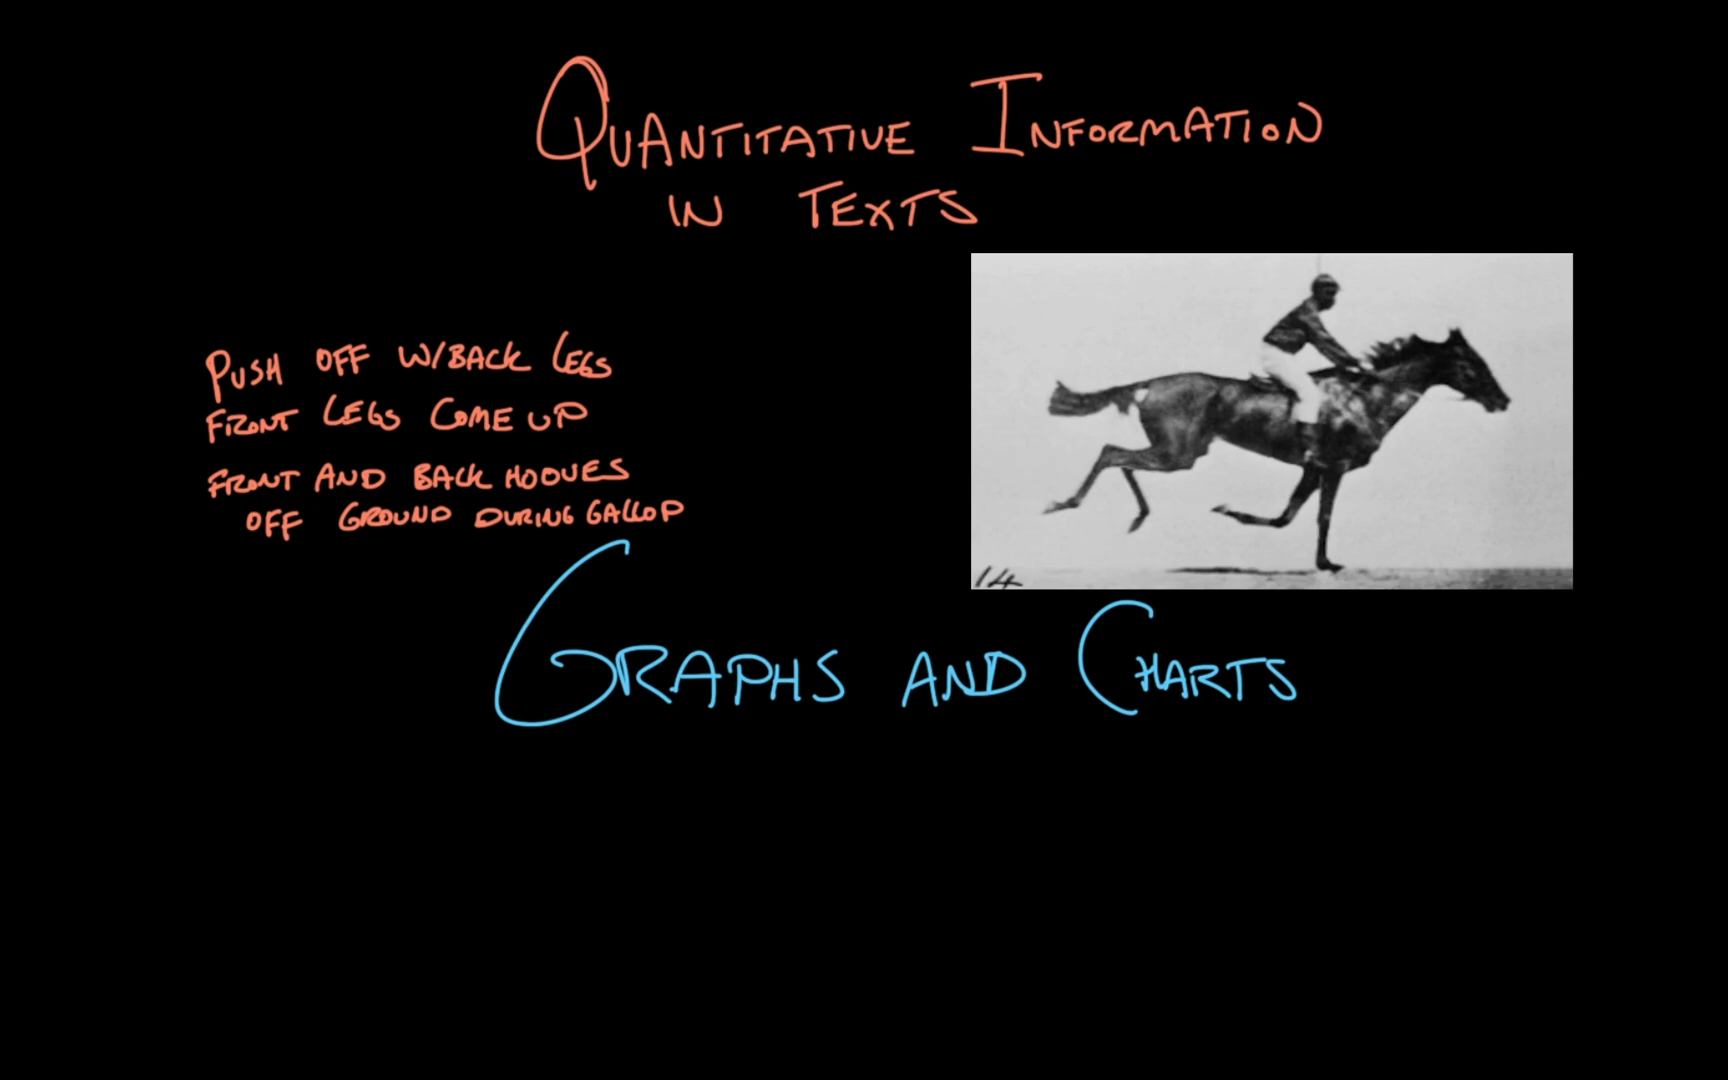 QUANTITATIVE INFORMATION
IN TEXTS
PUSH OFF W/BACK LEGS
FRONT LEGS COME UP
FRONT AND BACK HOOVES
OFF GROUND DURING GALLOP
14
GRAPHS AND CHARTS